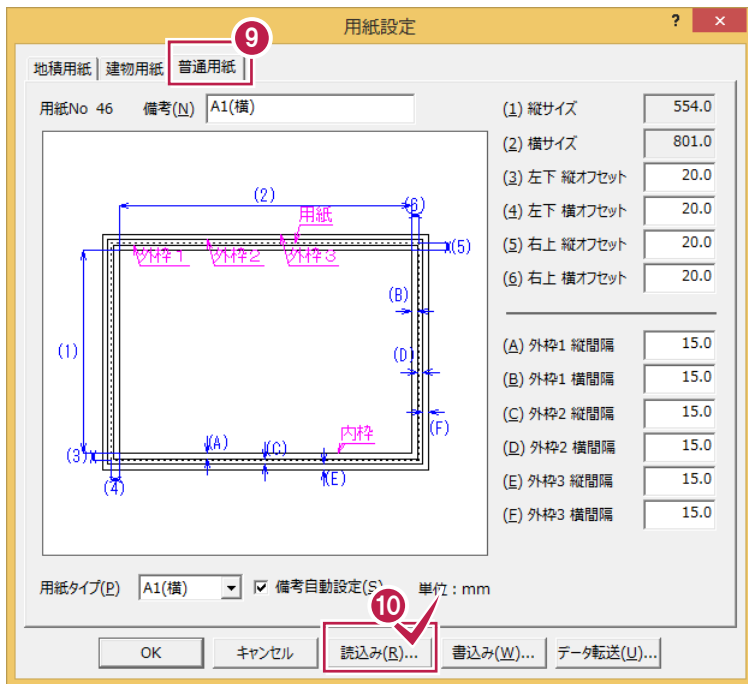 用紙設定
? ×
9
地積用紙 建物用紙 普通用紙
用紙No 46 備考(N) A1(横)
(1) 縦サイズ 554.0
(2) 横サイズ 801.0
(3) 左下 縦オフセット 20.0
(4) 左下 横オフセット 20.0
(5) 右上 縦オフセット 20.0
(6) 右上 横オフセット 20.0
(A) 外枠1 縦間隔 15.0
(B) 外枠1 横間隔 15.0
(C) 外枠2 縦間隔 15.0
(D) 外枠2 横間隔 15.0
(E) 外枠3 縦間隔 15.0
(F) 外枠3 横間隔 15.0
(2)
(6)
用紙
(5)
外枠1 外枠2 外枠3
(B)
(1)
(D)
(F)
内枠
(A)
(C)
(3)
(E)
(4)
用紙タイプ(P) A1(横) 備考自動設定(S) 単位：mm
10
OK キャンセル 読込み(R)... 書込み(W)... データ転送(U)...